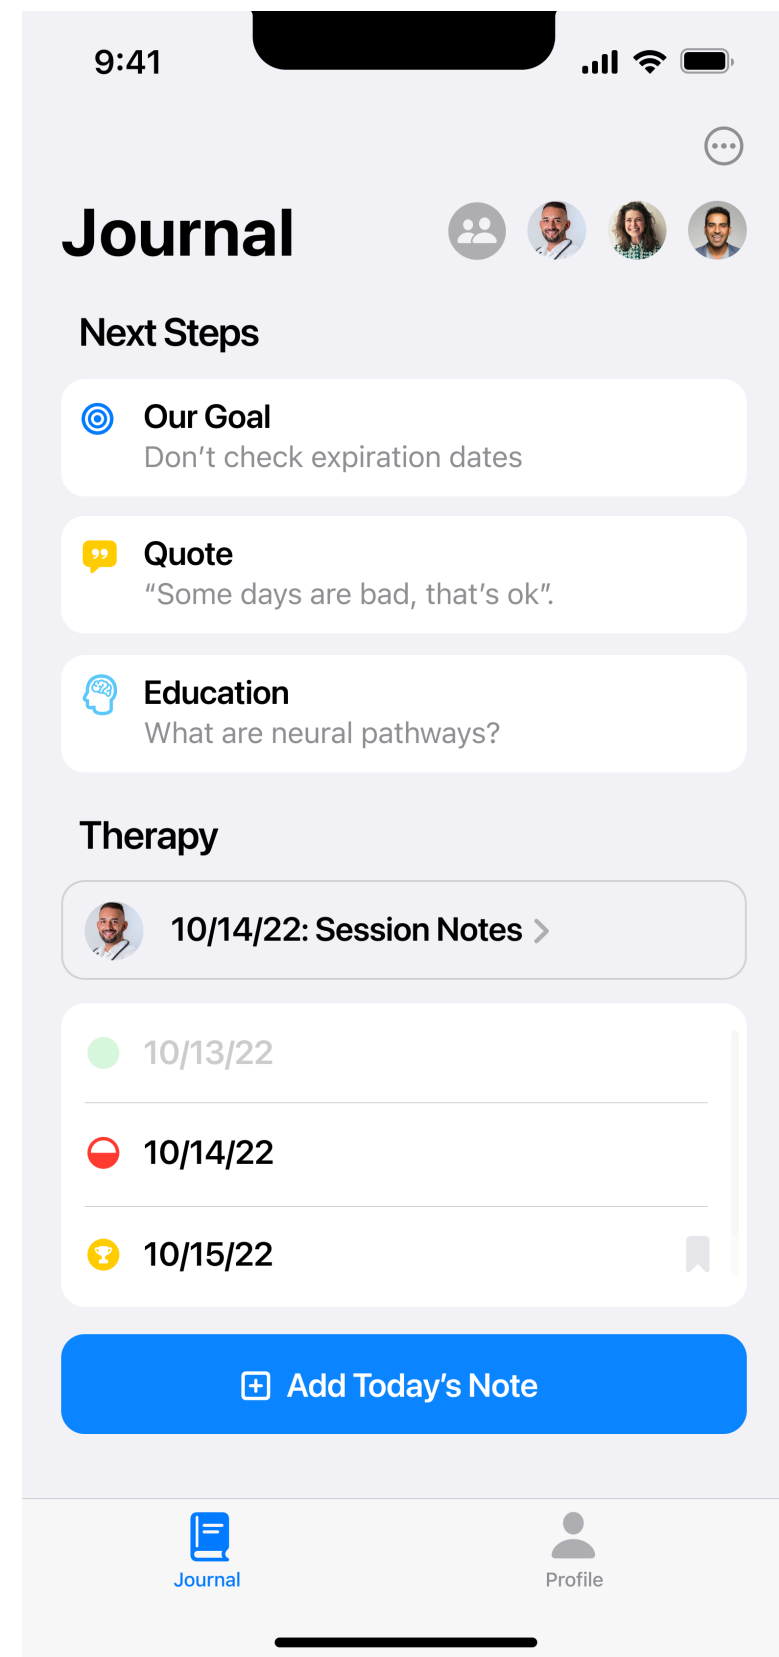 9:41
Journal
Next Steps
Our Goal
Don’t check expiration dates
Quote
“Some days are bad, that’s ok”.
Education
What are neural pathways?
Therapy
10/14/22: Session Notes
10/13/22
10/14/22
10/15/22
Add Today’s Note
Journal
Profile